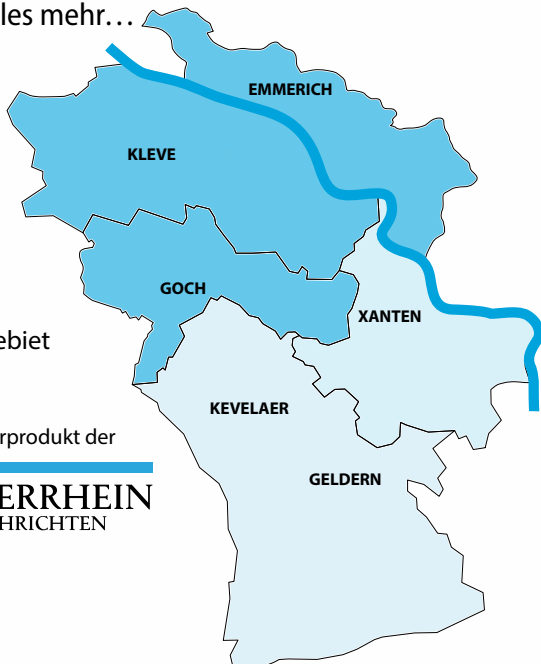 les mehr…
EMMERICH
KLEVE
GOCH
XANTEN
ebiet
KEVELAER
rprodukt der
GELDERN
ERRHEIN
HRICHTEN